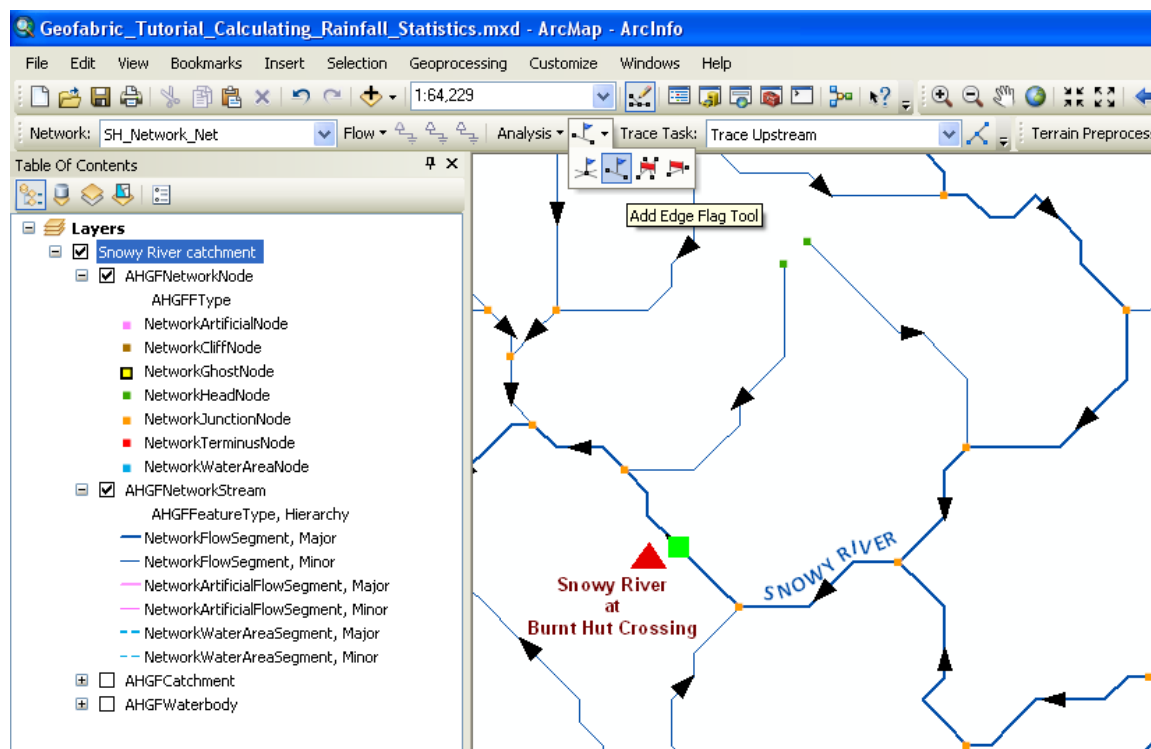 Geofabric_Tutorial_Calculating_Rainfall_Statistics.mxd - ArcMap - ArcInfo
File Edit View Bookmarks Insert Selection Geoprocessing Customize Windows Help
1:64,229
Network: SH_Network_Net Flow Analysis Trace Task: Trace Upstream Terrain Preprocess
Table Of Contents
Add Edge Flag Tool
Layers
Snowy River catchment
AHGFNetworkNode
AHGFFType
NetworkArtificialNode
NetworkCliffNode
NetworkGhostNode
NetworkHeadNode
NetworkJunctionNode
NetworkTerminusNode
NetworkWaterAreaNode
AHGFNetworkStream
AHGFFeatureType, Hierarchy
NetworkFlowSegment, Major
NetworkFlowSegment, Minor
NetworkArtificialFlowSegment, Major
NetworkArtificialFlowSegment, Minor
NetworkWaterAreaSegment, Major
NetworkWaterAreaSegment, Minor
AHGFCatchment
AHGFWaterbody
SNOWY RIVER
Snowy River
at
Burnt Hut Crossing